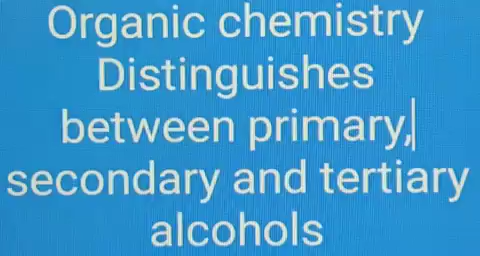 Organic chemistry
Distinguishes
between primary,
secondary and tertiary
alcohols